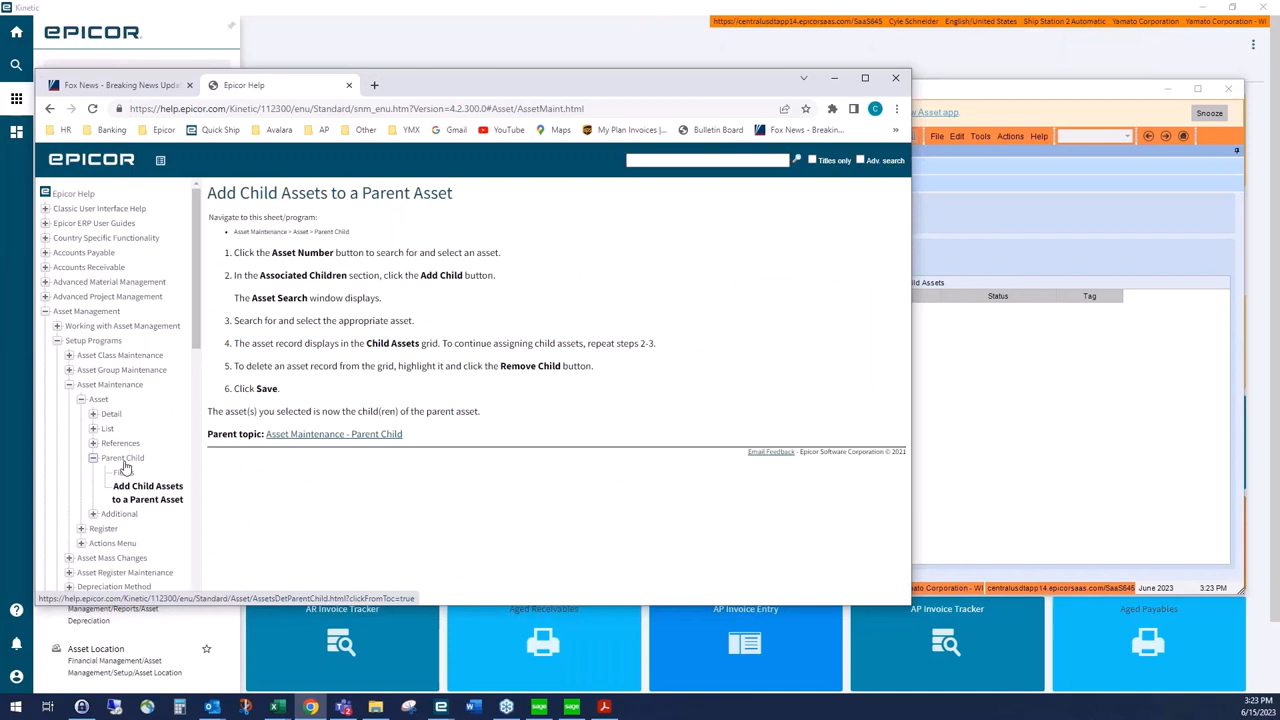 Kinetic
https://centralusdtapp14.epicorsaas.com/SaaS645 Cyle Schneider English/United States Ship Station 2 Automatic Yamato Corporation Yamato Corporation - WI
EPICOR
Fox News - Breaking News Upda
Epicor Help
https://help.epicor.com/Kinetic/112300/enu/Standard/snm_enu.htm?Version=4.2.300.0#Asset/AssetMaint.html
HR Banking Epicor Quick Ship Avalara AP Other YMX Gmail YouTube Maps My Plan Invoices |... Bulletin Board Fox News - Breakin... »
w Asset app.
Snooze
File Edit Tools Actions Help
EPICOR
Titles only Adv. search
Epicor Help
Classic User Interface Help
Epicor ERP User Guides
Country Specific Functionality
Accounts Payable
Accounts Receivable
Advanced Material Management
Advanced Project Management
Asset Management
Working with Asset Management
Setup Programs
Asset Class Maintenance
Asset Group Maintenance
Asset Maintenance
Asset
Detail
List
References
Parent Child
Add Child Assets
to a Parent Asset
Additional
Register
Actions Menu
Asset Mass Changes
Asset Register Maintenance
Depreciation Method
Add Child Assets to a Parent Asset
Navigate to this sheet/program:
• Asset Maintenance > Asset > Parent Child
1. Click the Asset Number button to search for and select an asset.
2. In the Associated Children section, click the Add Child button.
The Asset Search window displays.
3. Search for and select the appropriate asset.
4. The asset record displays in the Child Assets grid. To continue assigning child assets, repeat steps 2-3.
5. To delete an asset record from the grid, highlight it and click the Remove Child button.
6. Click Save.
The asset(s) you selected is now the child(ren) of the parent asset.
Parent topic: Asset Maintenance - Parent Child
Email Feedback - Epicor Software Corporation © 2021
ild Assets
Status Tag
https://help.epicor.com/Kinetic/112300/enu/Standard/Asset/AssetsDetParentChild.html?clickFromToc=true
ato Corporation - WI centralusdtapp14.epicorsaas.com/SaaS645 June 2023 3:23 PM
Management/Reports/Asset
Depreciation
Asset Location
Financial Management/Asset
Management/Setup/Asset Location
AR Invoice Tracker
Aged Receivables
AP Invoice Entry
AP Invoice Tracker
Aged Payables
sage sage
3:23 PM
6/15/2023